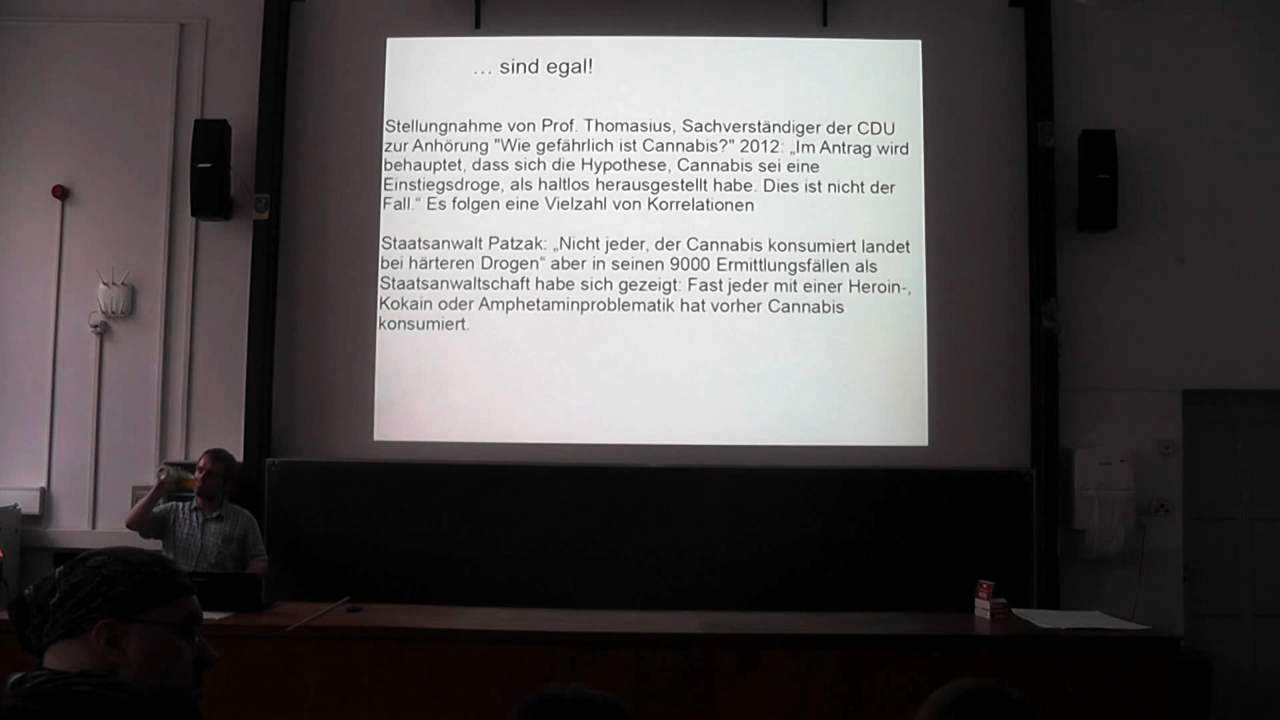 … sind egal!
Stellungnahme von Prof. Thomasius, Sachverständiger der CDU
zur Anhörung "Wie gefährlich ist Cannabis?" 2012: „Im Antrag wird
behauptet, dass sich die Hypothese, Cannabis sei eine
Einstiegsdroge, als haltlos herausgestellt habe. Dies ist nicht der
Fall.“ Es folgen eine Vielzahl von Korrelationen
Staatsanwalt Patzak: „Nicht jeder, der Cannabis konsumiert landet
bei härteren Drogen“ aber in seinen 9000 Ermittlungsfällen als
Staatsanwaltschaft habe sich gezeigt: Fast jeder mit einer Heroin-,
Kokain oder Amphetaminproblematik hat vorher Cannabis
konsumiert.